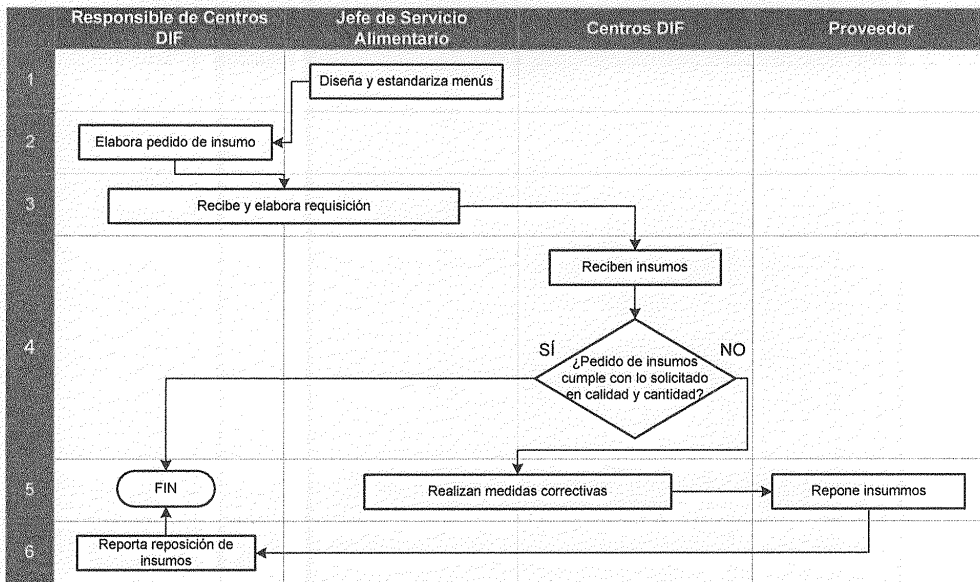 Responsible de Centros
DIF
Jefe de Servicio
Alimentario
Centros DIF
Proveedor
1
Diseña y estandariza menús
2
Elabora pedido de insumo
3
Recibe y elabora requisición
Reciben insumos
4
SÍ
NO
¿Pedido de insumos
cumple con lo solicitado
en calidad y cantidad?
5
FIN
Realizan medidas correctivas
Repone insummos
6
Reporta reposición de
insumos